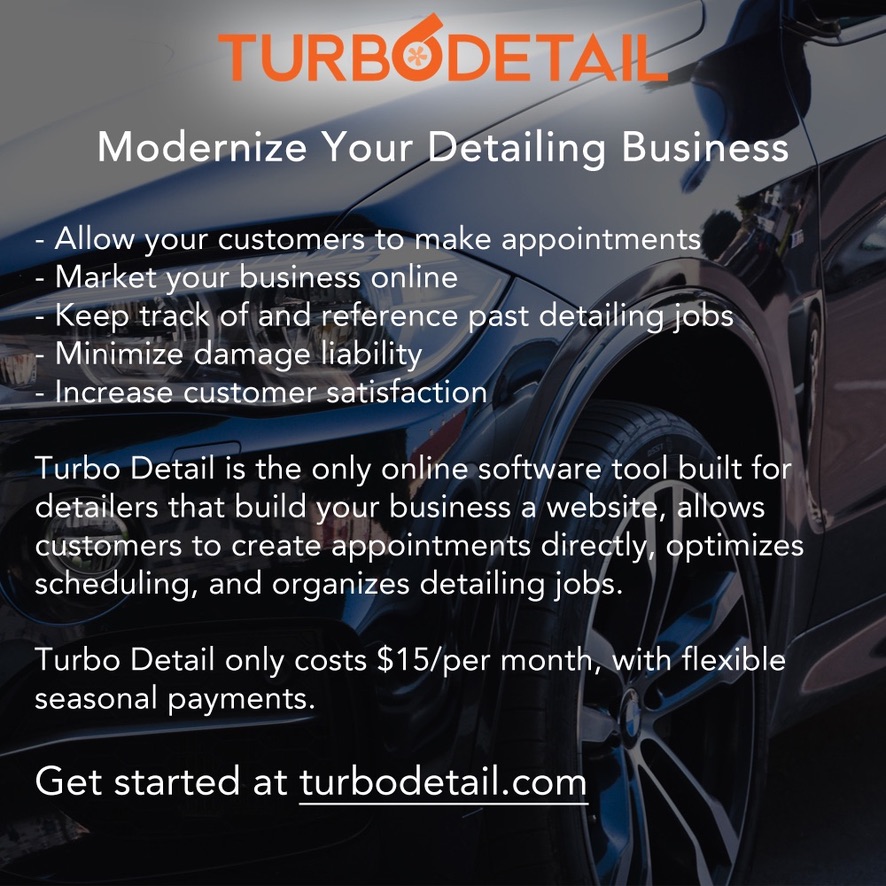 TURBODETAIL
Modernize Your Detailing Business
- Allow your customers to make appointments
- Market your business online
- Keep track of and reference past detailing jobs
- Minimize damage liability
- Increase customer satisfaction
Turbo Detail is the only online software tool built for
detailers that build your business a website, allows
customers to create appointments directly, optimizes
scheduling, and organizes detailing jobs.
Turbo Detail only costs $15/per month, with flexible
seasonal payments.
Get started at turbodetail.com